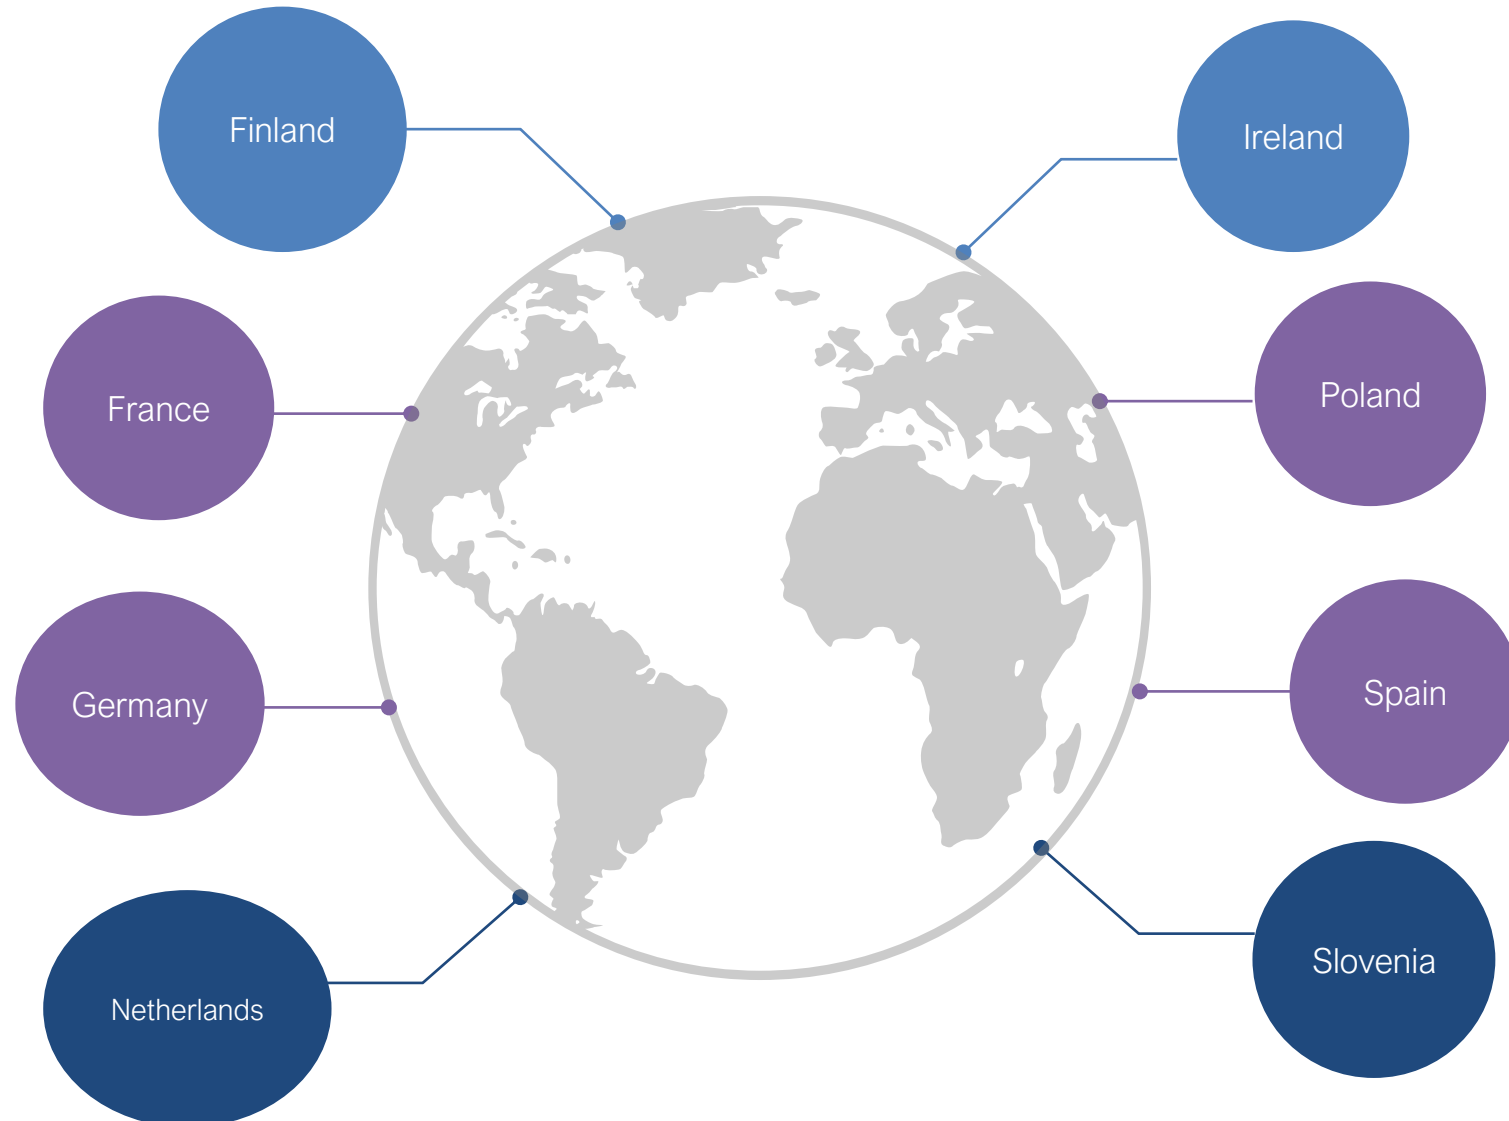 Finland
Ireland
France
Poland
Germany
Spain
Netherlands
Slovenia